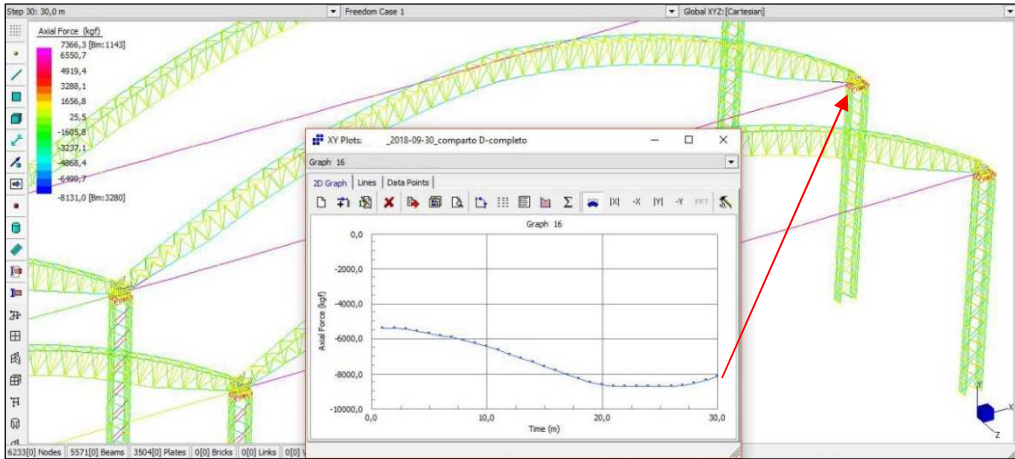 Step 30: 30,0 m
Freedom Case 1
Global XYZ:[Cartesian]
Axial Force (kgf)
7366,3 [Bm:1143]
6550,7
4919,4
3288,1
1656,8
25,5
-1605,8
-3237,1
-4868,4
-6499,7
-8131,0 [Bm:3280]
XY Plots: _2018-09-30_comparto D-completo
Graph 16
2D Graph Lines Data Points
|X| -X |Y| -Y FFT
Graph 16
0,0
-2000,0
-4000,0
-6000,0
-8000,0
-10000,0
Axial Force (kgf)
0,0 10,0 20,0 30,0
Time (m)
Y
X
Z
6233[0] Nodes 5571[0] Beams 3504[0] Plates 0[0] Bricks 0[0] Links 0[0]